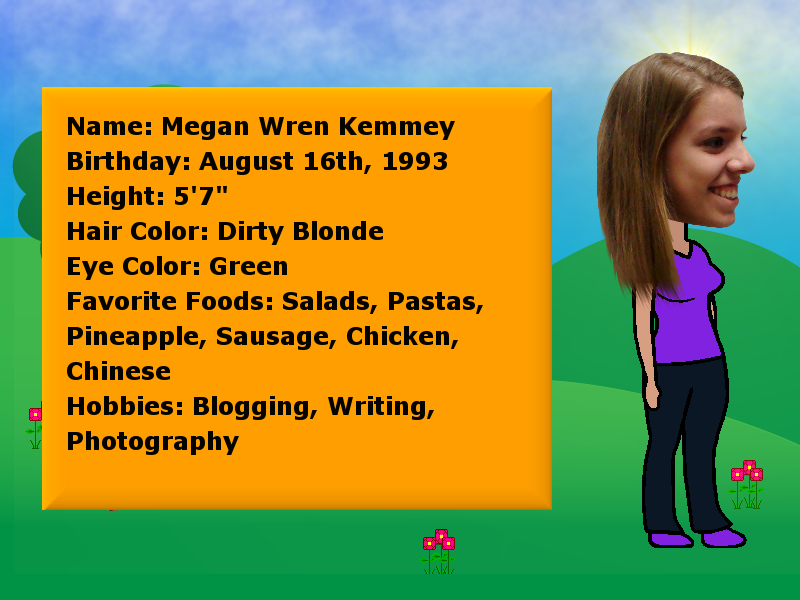 Name: Megan Wren Kemmey
Birthday: August 16th, 1993
Height: 5'7"
Hair Color: Dirty Blonde
Eye Color: Green
Favorite Foods: Salads, Pastas,
Pineapple, Sausage, Chicken,
Chinese
Hobbies: Blogging, Writing,
Photography